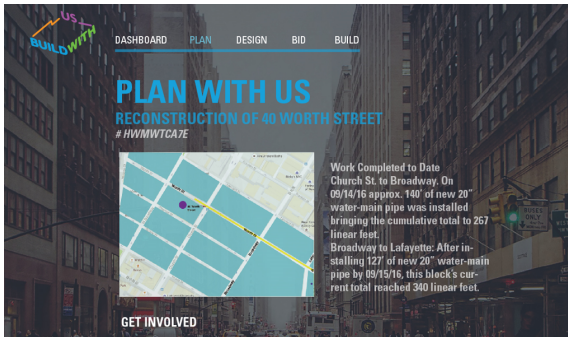 US
BUILD WITH
DASHBOARD PLAN DESIGN BID BUILD
PLAN WITH US
RECONSTRUCTION OF 40 WORTH STREET
# HWMWTCA7E
Work Completed to Date
Church St. to Broadway. On
09/14/16 approx. 140' of new 20"
water-main pipe was installed
bringing the cumulative total to 267
linear feet.
Broadway to Lafayette: After in-
stalling 127' of new 20" water-main
pipe by 09/15/16, this block's cur-
rent total reached 340 linear feet.
BUSES
ONLY
GET INVOLVED